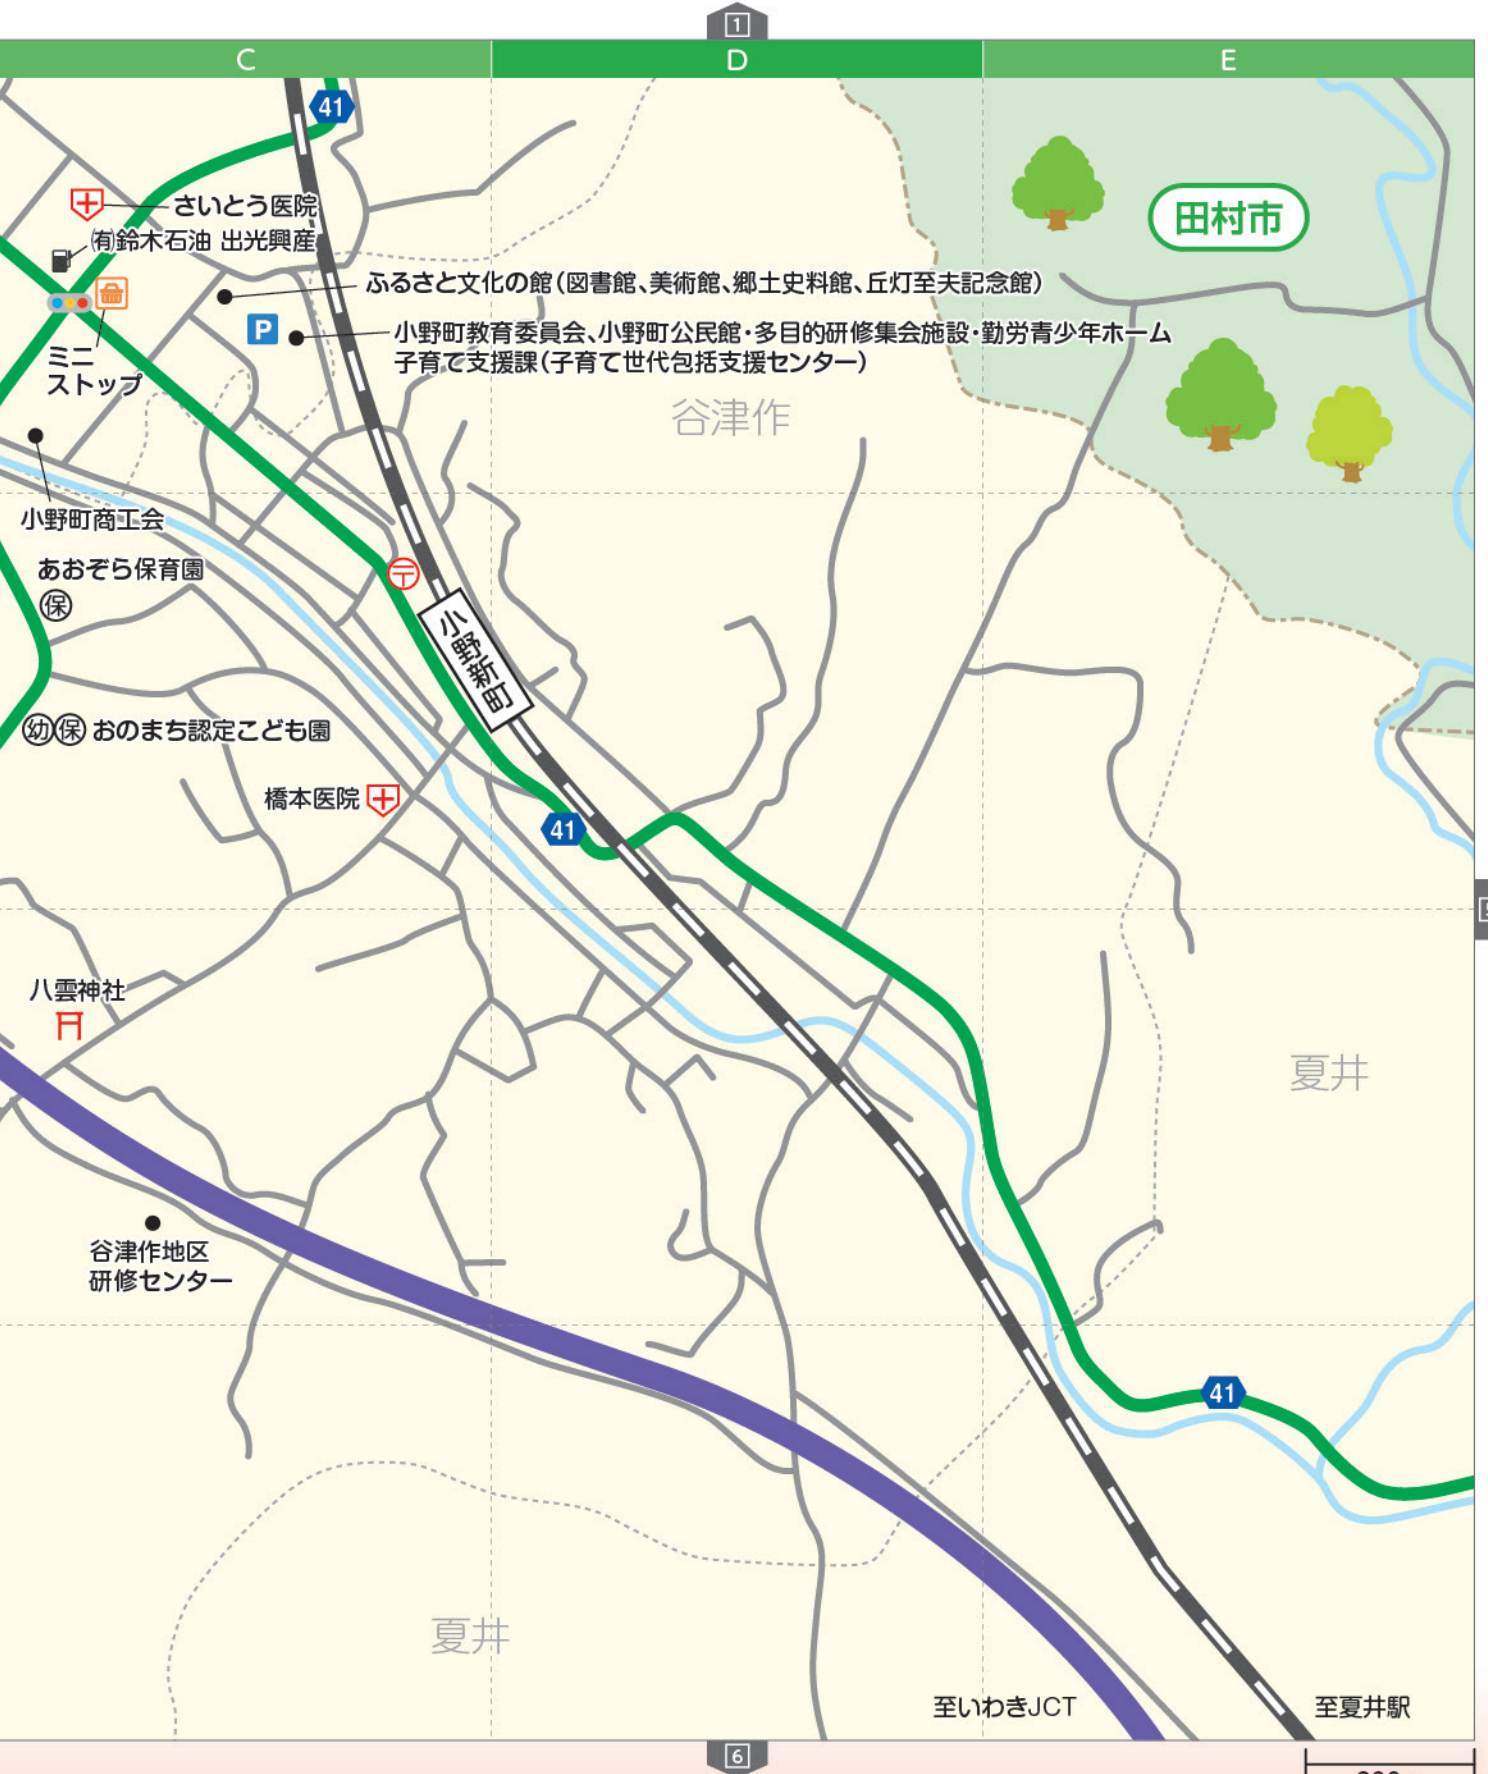 1
C
D
E
41
さいとう医院
㈲鈴木石油 出光興産
田村市
ふるさと文化の館(図書館、美術館、郷土史料館、丘灯至夫記念館)
P
小野町教育委員会、小野町公民館・多目的研修集会施設・勤労青少年ホーム
子育て支援課(子育て世代包括支援センター)
ミニ
ストップ
谷津作
小野町商工会
あおぞら保育園
保
〒
小野新町
幼保 おのまち認定こども園
橋本医院
41
八雲神社
夏井
谷津作地区
研修センター
41
夏井
至いわきJCT
至夏井駅
6